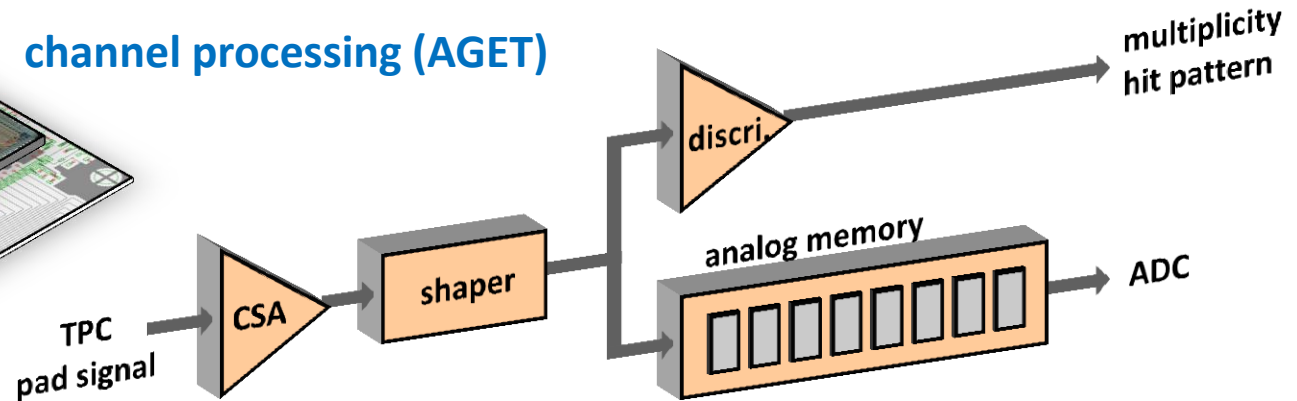 channel processing (AGET)
multiplicity
hit pattern
discri.
analog memory
ADC
shaper
CSA
TPC
pad signal